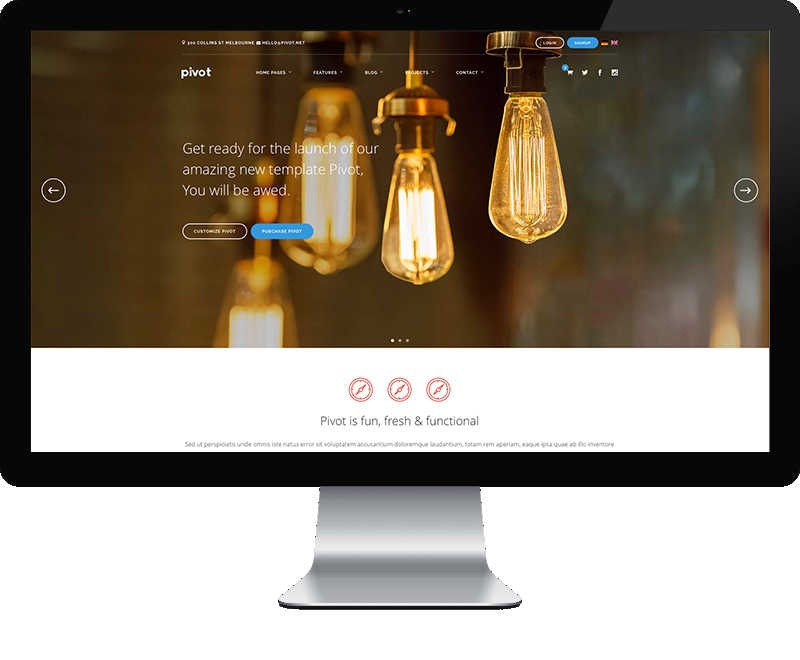 300 COLLINS ST MELBOURNE HELLO@PIVOT.NET
LOGIN SIGNUP
pivot HOME PAGES FEATURES BLOG PROJECTS CONTACT
Get ready for the launch of our
amazing new template Pivot,
You will be awed.
CUSTOMIZE PIVOT PURCHASE PIVOT
Pivot is fun, fresh & functional
Sed ut perspiciatis unde omnis iste natus error sit voluptatem accusantium doloremque laudantium, totam rem aperiam, eaque ipsa quae ab illo inventore